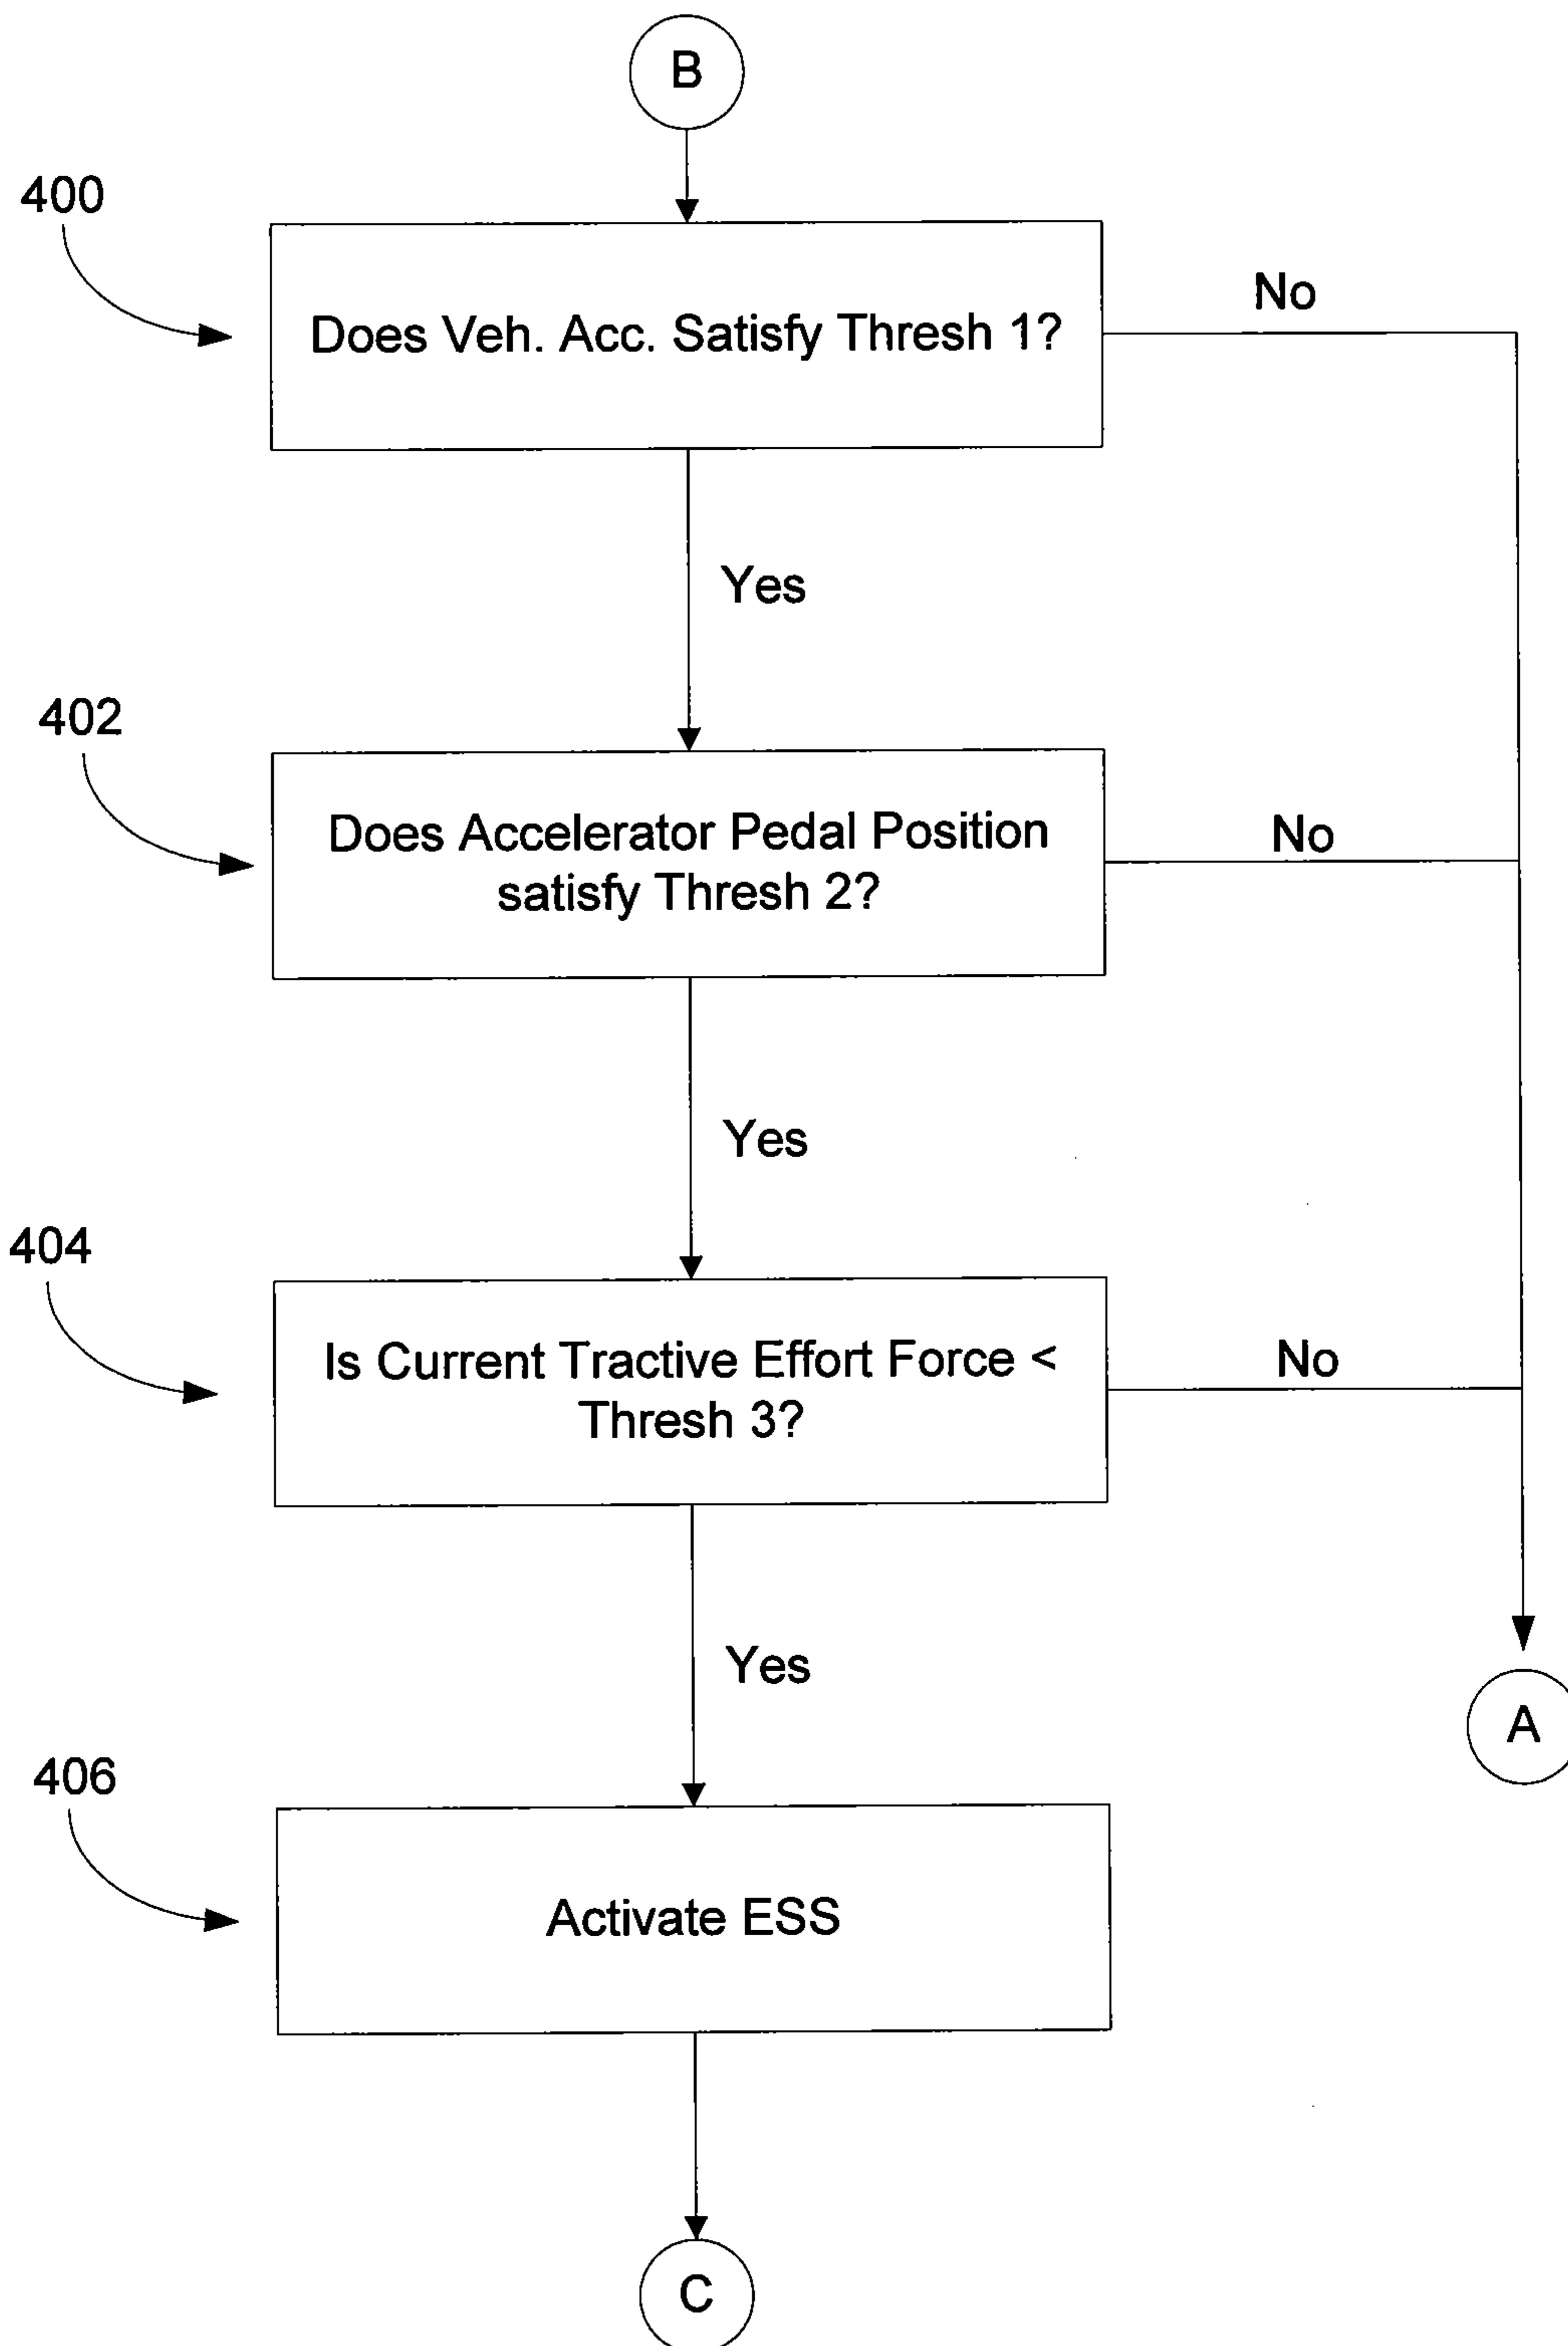 B
400
Does Veh. Acc. Satisfy Thresh 1?
No
Yes
402
Does Accelerator Pedal Position
satisfy Thresh 2?
No
Yes
404
Is Current Tractive Effort Force <
Thresh 3?
No
Yes
A
406
Activate ESS
C